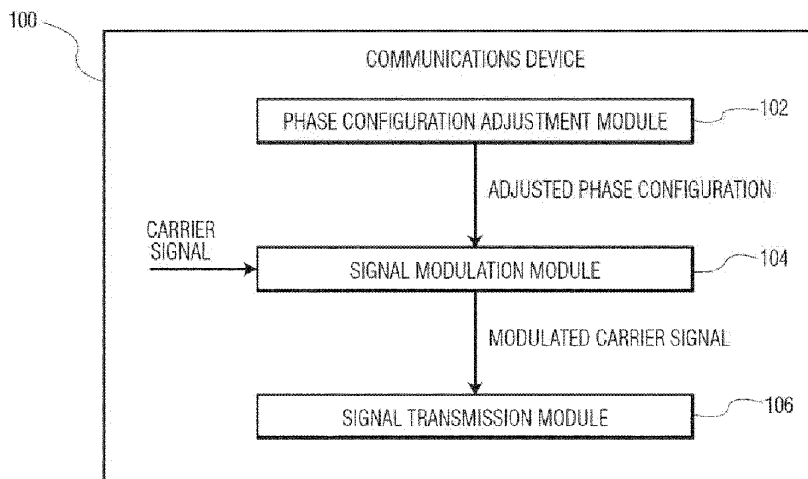 100
COMMUNICATIONS DEVICE
PHASE CONFIGURATION ADJUSTMENT MODULE
102
ADJUSTED PHASE CONFIGURATION
CARRIER
SIGNAL
SIGNAL MODULATION MODULE
104
MODULATED CARRIER SIGNAL
SIGNAL TRANSMISSION MODULE
106